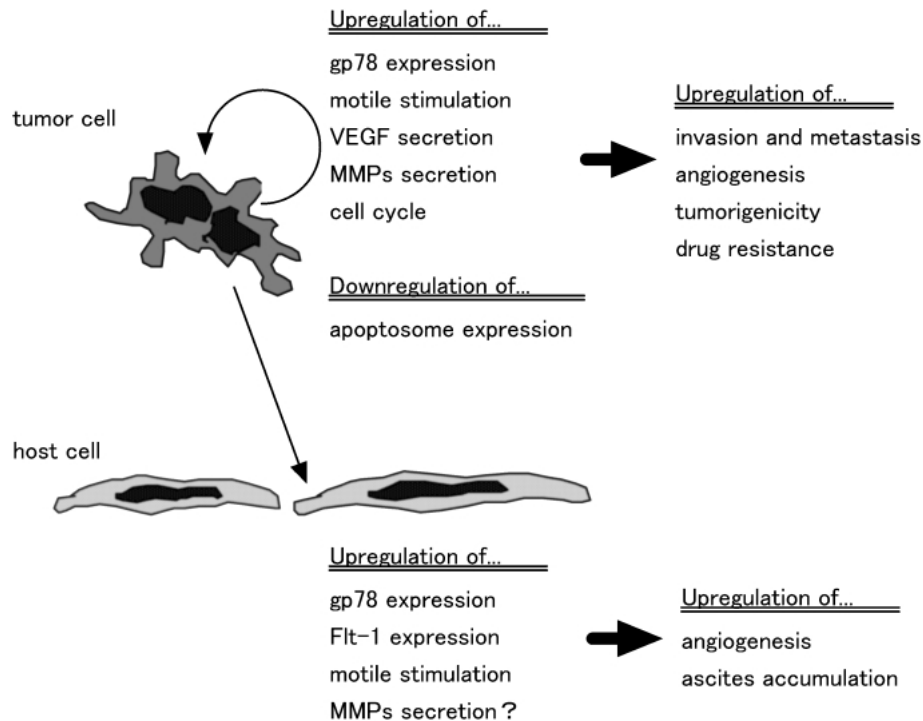 Upregulation of...
gp78 expression
motile stimulation
VEGF secretion
MMPs secretion
cell cycle
tumor cell
Upregulation of...
invasion and metastasis
angiogenesis
tumorigenicity
drug resistance
Downregulation of...
apoptosome expression
host cell
Upregulation of...
gp78 expression
Flt-1 expression
motile stimulation
MMPs secretion?
Upregulation of...
angiogenesis
ascites accumulation